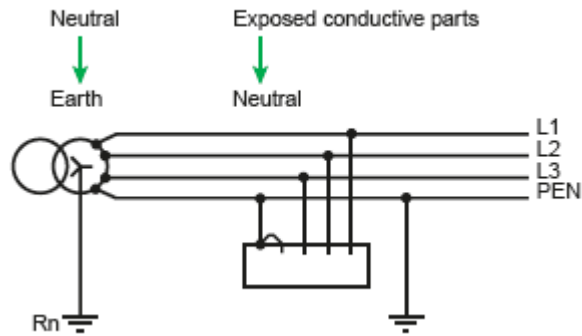 Neutral Exposed conductive parts
Earth Neutral
L1
L2
L3
PEN
Rn